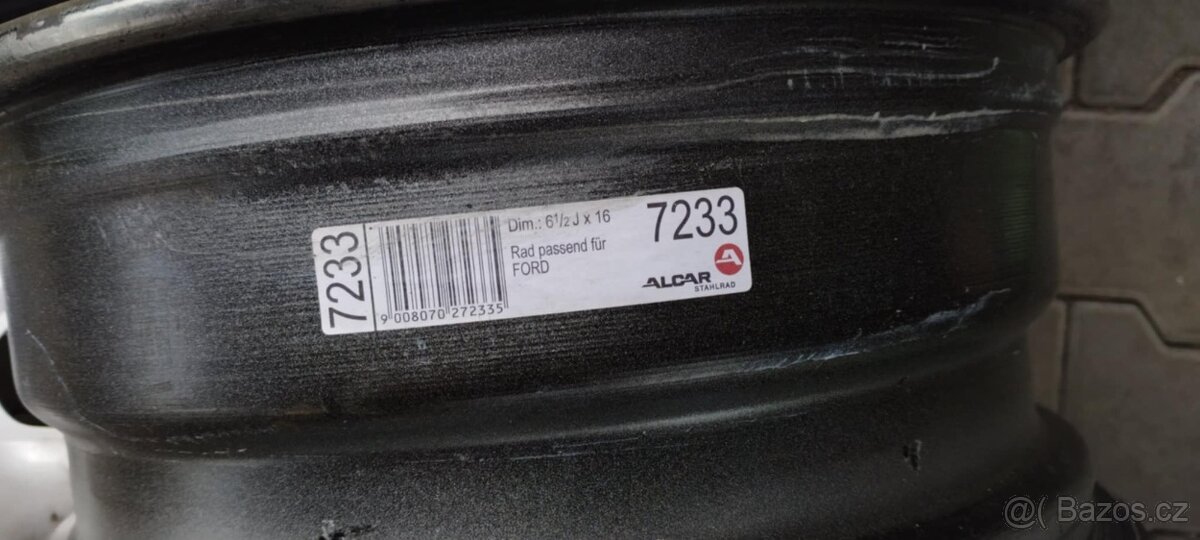 7233
9 008070 272335
Dim.: 6½ J x 16
Rad passend für
FORD
7233
ALCAR
STAHLRAD
@( Bazos.cz